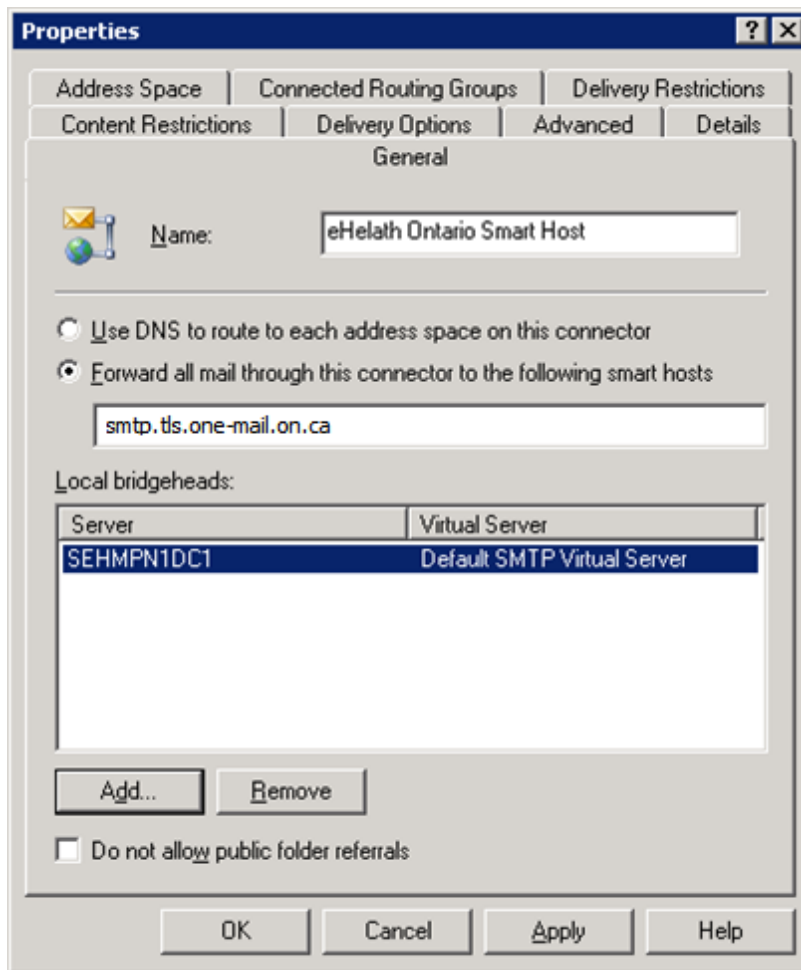 Properties
Address Space Connected Routing Groups Delivery Restrictions
Content Restrictions Delivery Options Advanced Details
General
Name: eHelath Ontario Smart Host
Use DNS to route to each address space on this connector
Forward all mail through this connector to the following smart hosts
smtp.tls.one-mail.on.ca
Local bridgeheads:
Server Virtual Server
SEHMPN1DC1 Default SMTP Virtual Server
Add... Remove
Do not allow public folder referrals
OK Cancel Apply Help